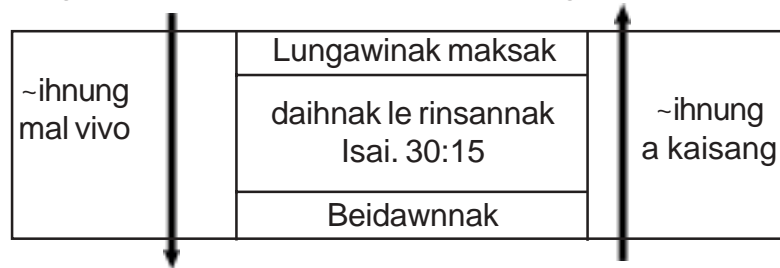 Lungawinak maksak
~ihnung
mal vivo
daihnak le rinsannak
Isai. 30:15
~ihnung
a kaisang
Beidawnnak